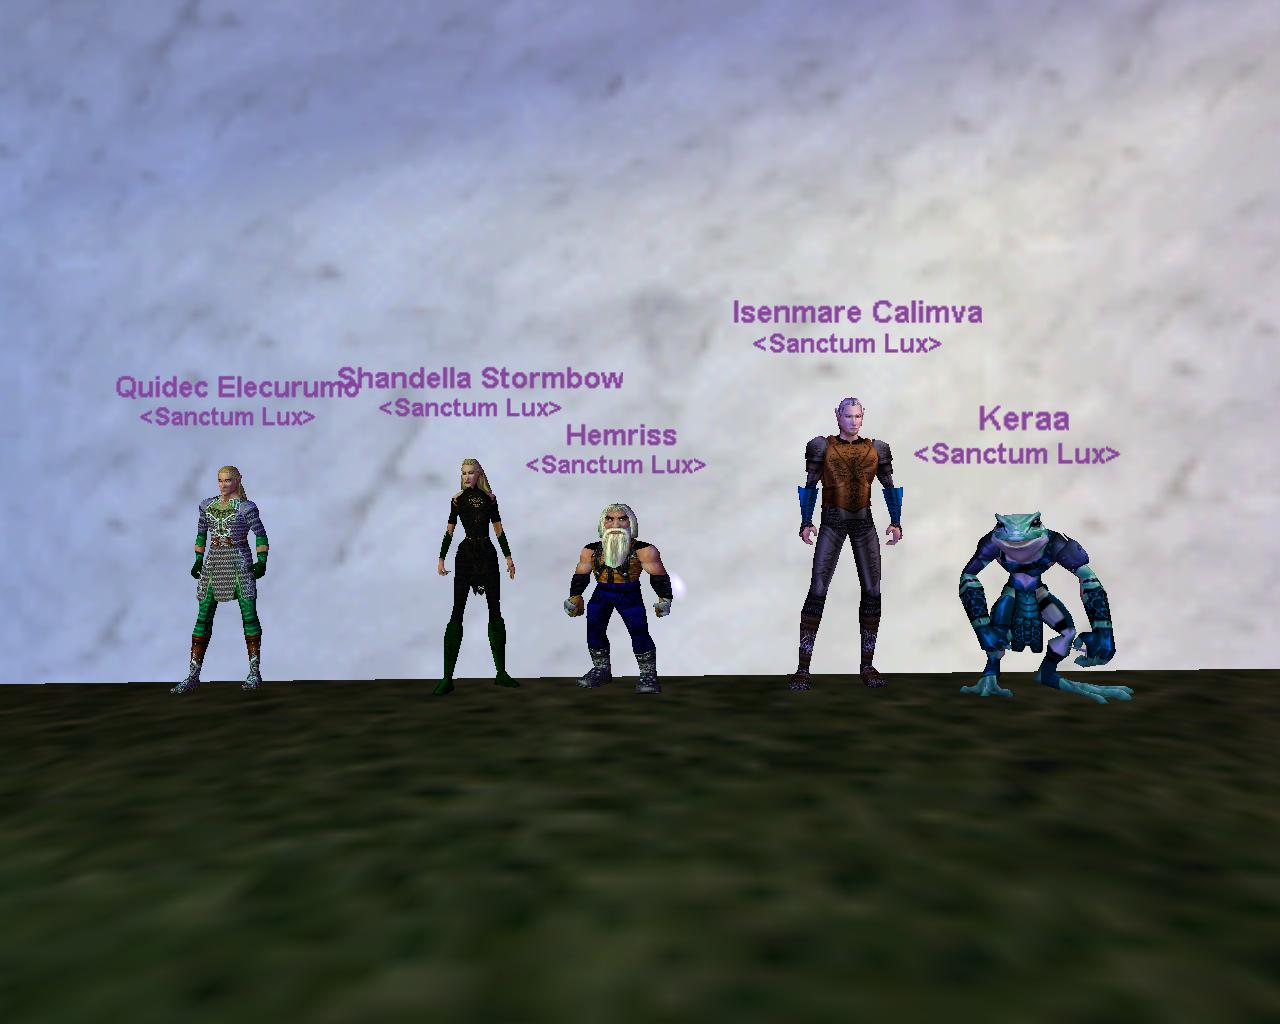 Quidec Elecurumo
<Sanctum Lux>
Shandella Stormbow
<Sanctum Lux>
Hemriss
<Sanctum Lux>
Isenmare Calimva
<Sanctum Lux>
Keraa
<Sanctum Lux>